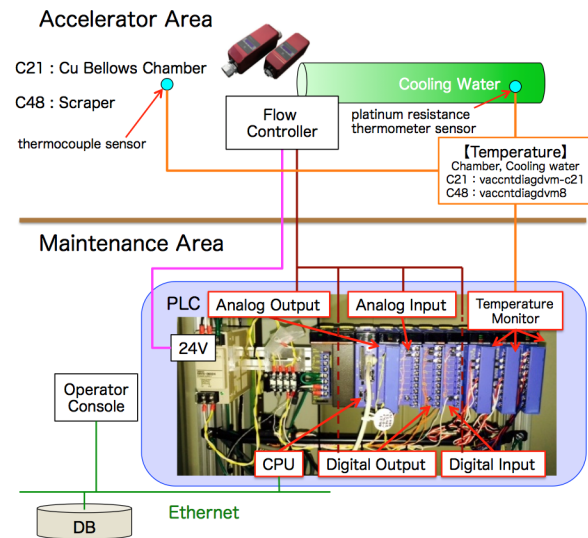 Accelerator Area
C21 : Cu Bellows Chamber
C48 : Scraper
thermocouple sensor
Cooling Water
Flow
Controller
platinum resistance
thermometer sensor
【Temperature】
Chamber, Cooling water
C21 : vaccntdiagdvm-c21
C48 : vaccntdiagdvm8
Maintenance Area
PLC
Analog Output
Analog Input
Temperature
Monitor
24V
Operator
Console
CPU
Digital Output
Digital Input
Ethernet
DB